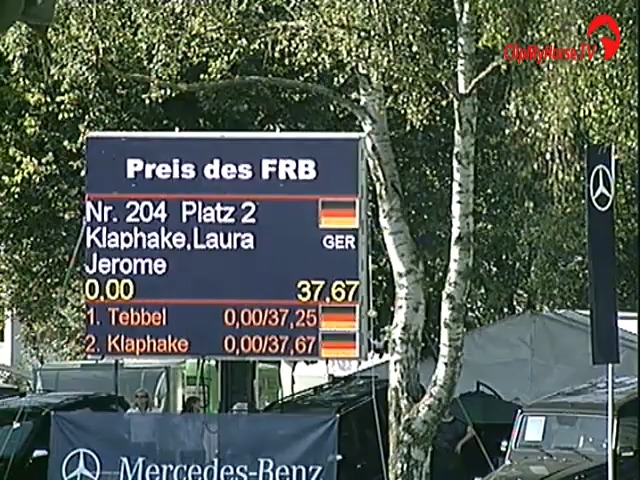 ClipMyHorse.TV
Preis des FRB
Nr. 204 Platz 2
Klaphake,Laura GER
Jerome
0.00 37.67
1. Tebbel 0,00/37,25
2. Klaphake 0,00/37,67
Mercedes-Benz